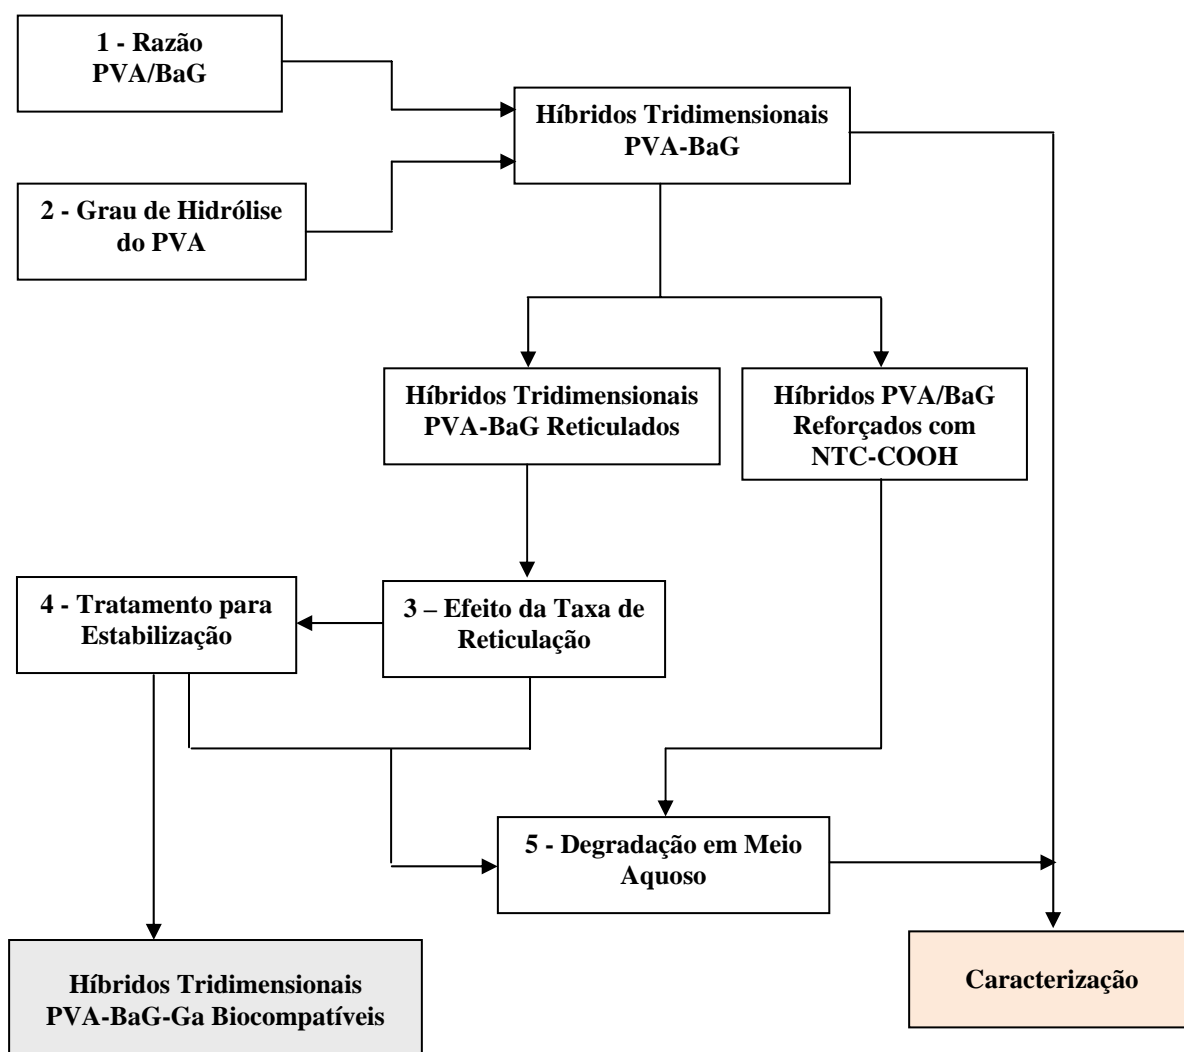 1 - Razão
PVA/BaG
Híbridos Tridimensionais
PVA-BaG
2 - Grau de Hidrólise
do PVA
Híbridos Tridimensionais
PVA-BaG Reticulados
Híbridos PVA/BaG
Reforçados com
NTC-COOH
4 - Tratamento para
Estabilização
3 – Efeito da Taxa de
Reticulação
5 - Degradação em Meio
Aquoso
Híbridos Tridimensionais
PVA-BaG-Ga Biocompatíveis
Caracterização